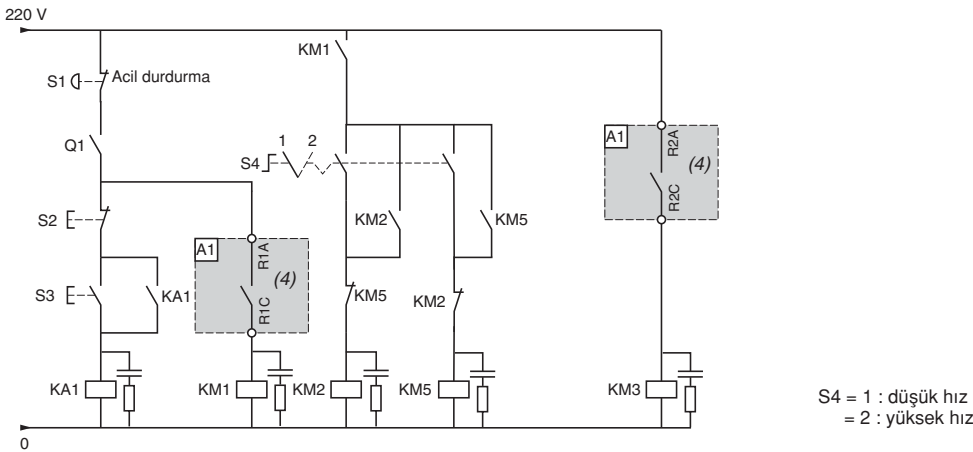 220 V
KM1
S1
Acil durdurma
Q1
1 2
S4
A1
R2A
(4)
R2C
S2
KM2
KM5
A1
R1A
(4)
R1C
S3
KA1
KM5
KM2
KA1
KM1
KM2
KM5
KM3
S4 = 1 : düşük hız
= 2 : yüksek hız
0